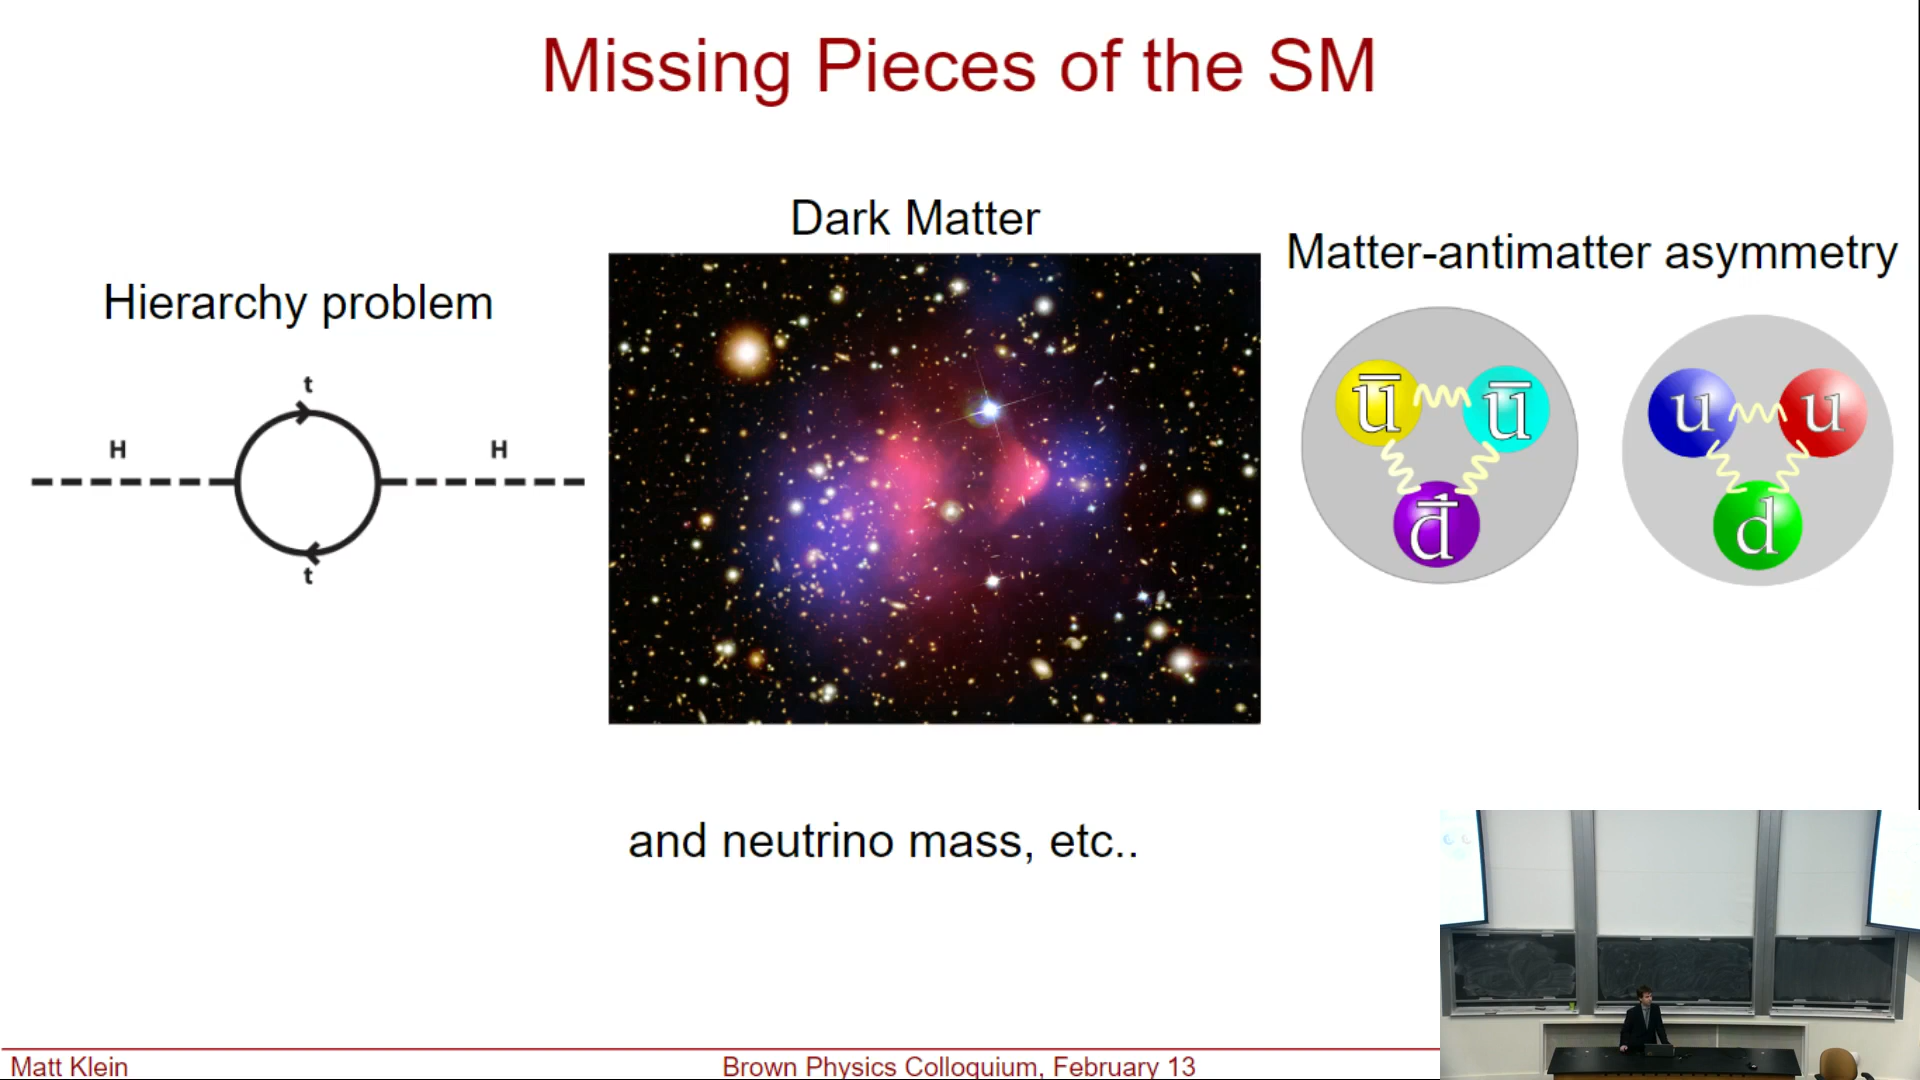 Missing Pieces of the SM
Dark Matter
Matter-antimatter asymmetry
Hierarchy problem
t
H
H
t
u̅
u̅
d̅
u
u
d
and neutrino mass, etc..
Matt Klein
Brown Physics Colloquium, February 13